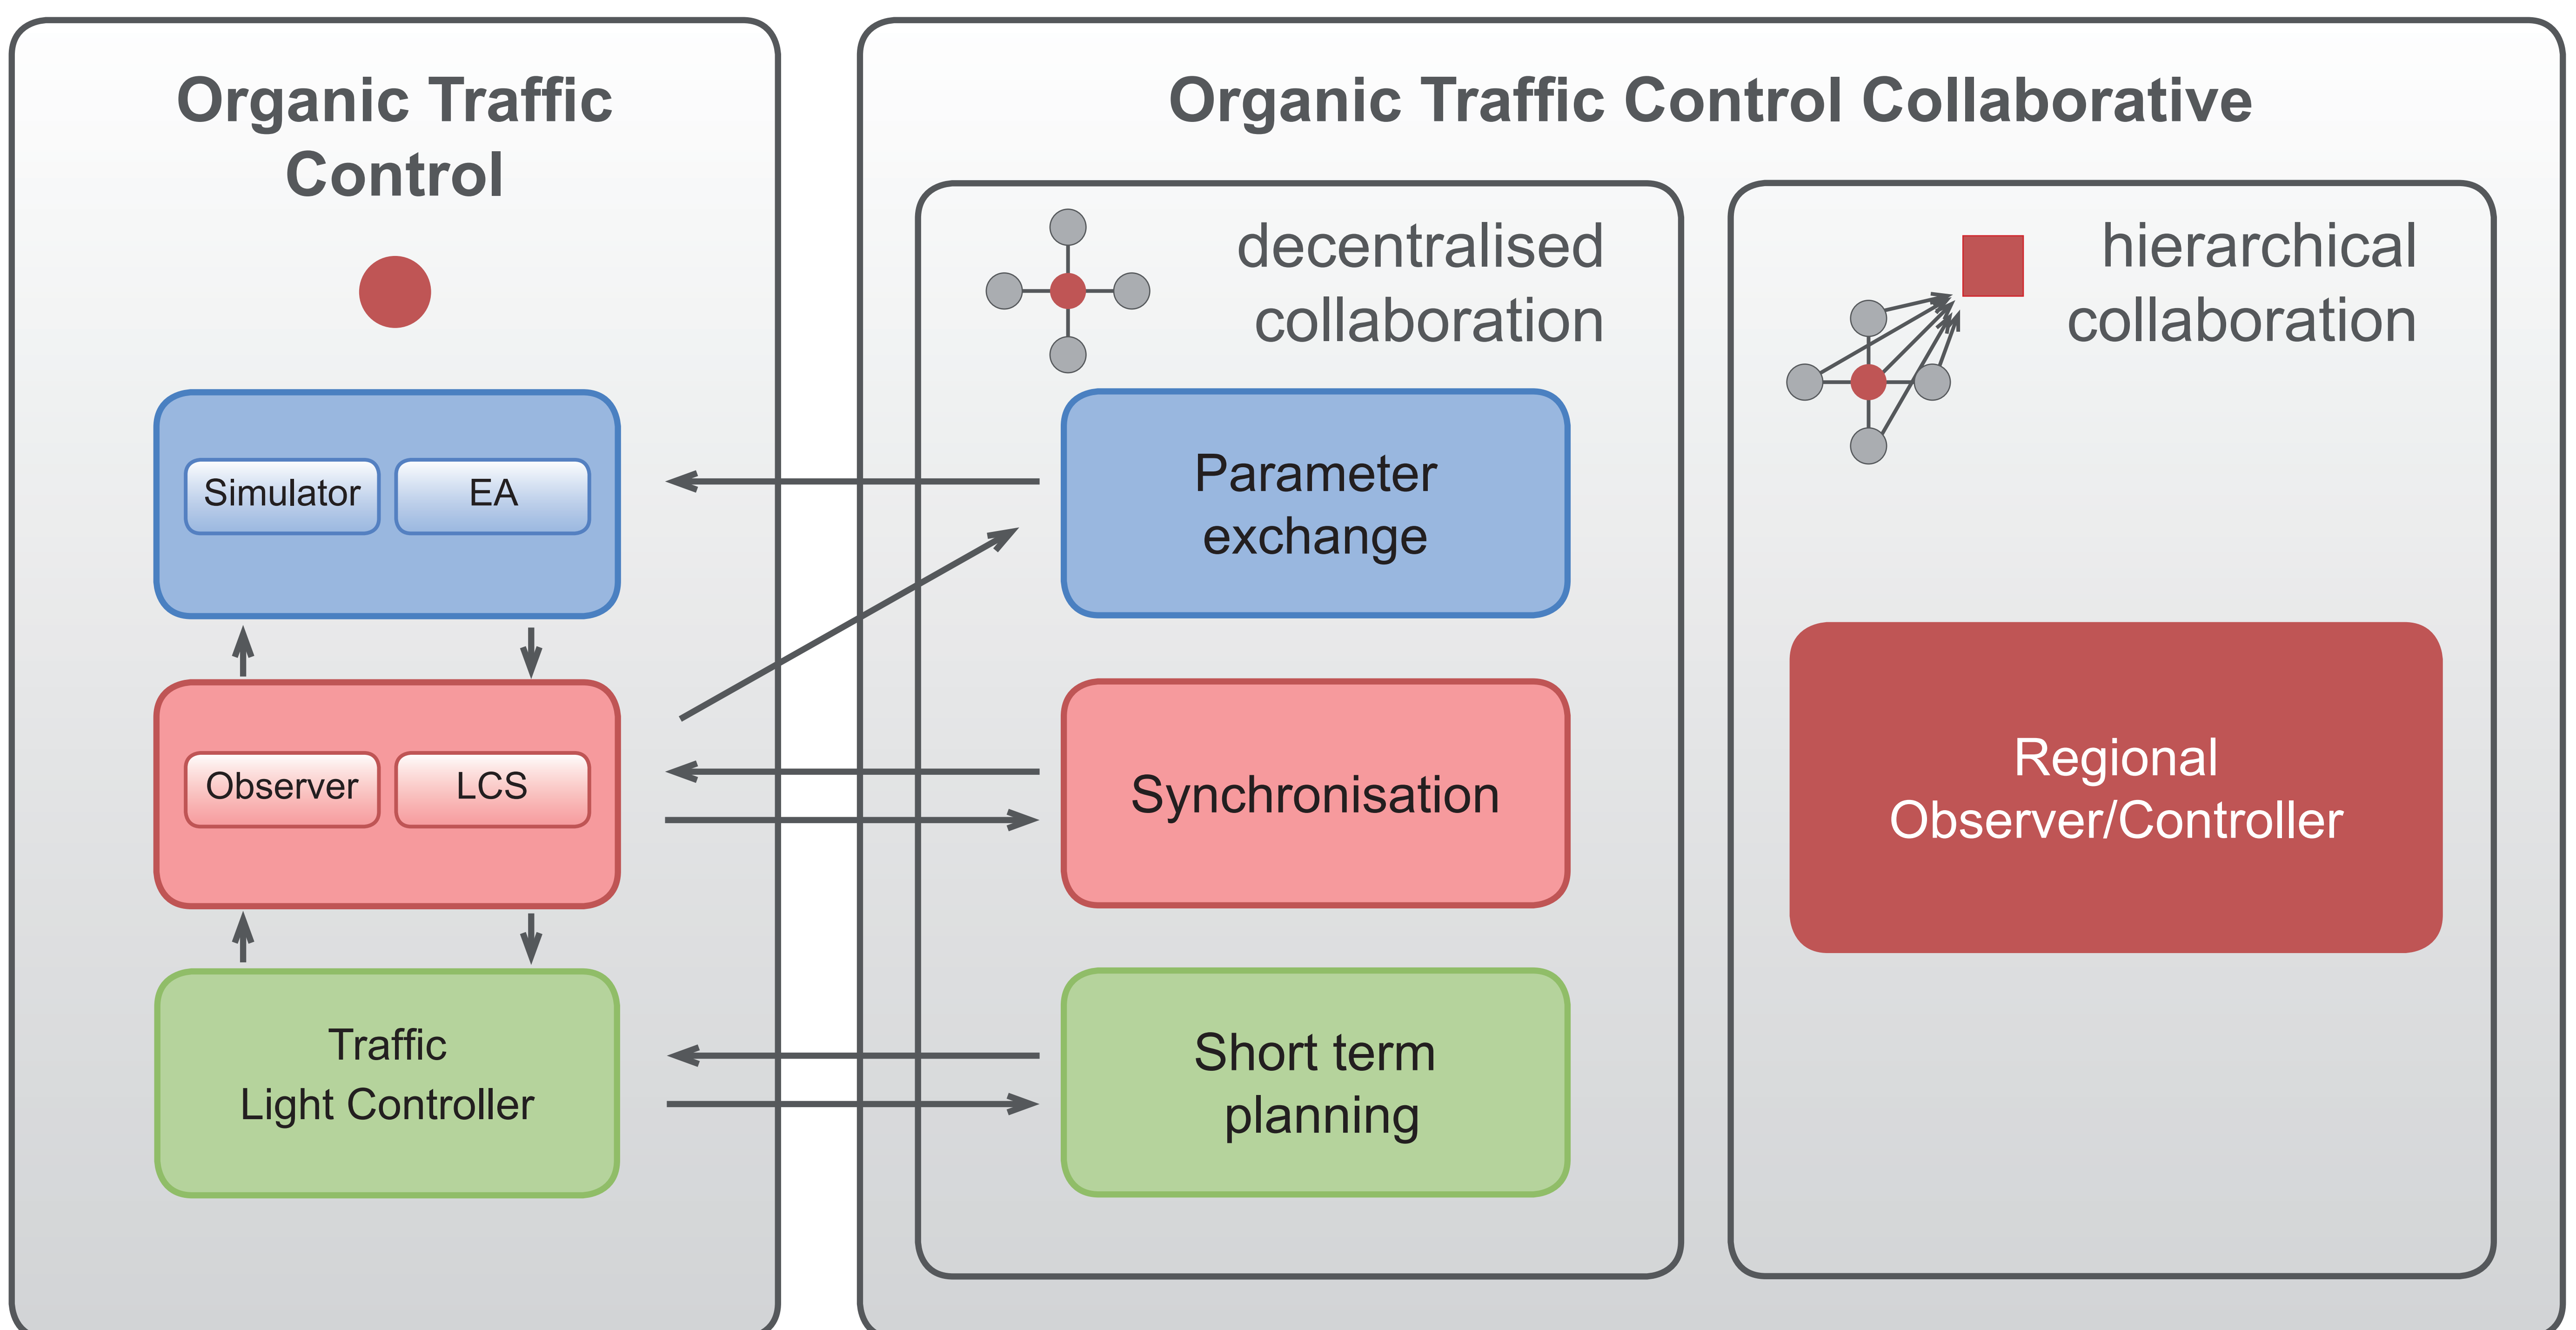 Organic Traffic
Control
Simulator
EA
Observer
LCS
Traffic
Light Controller
Organic Traffic Control Collaborative
decentralised
collaboration
Parameter
exchange
Synchronisation
Short term
planning
hierarchical
collaboration
Regional
Observer/Controller